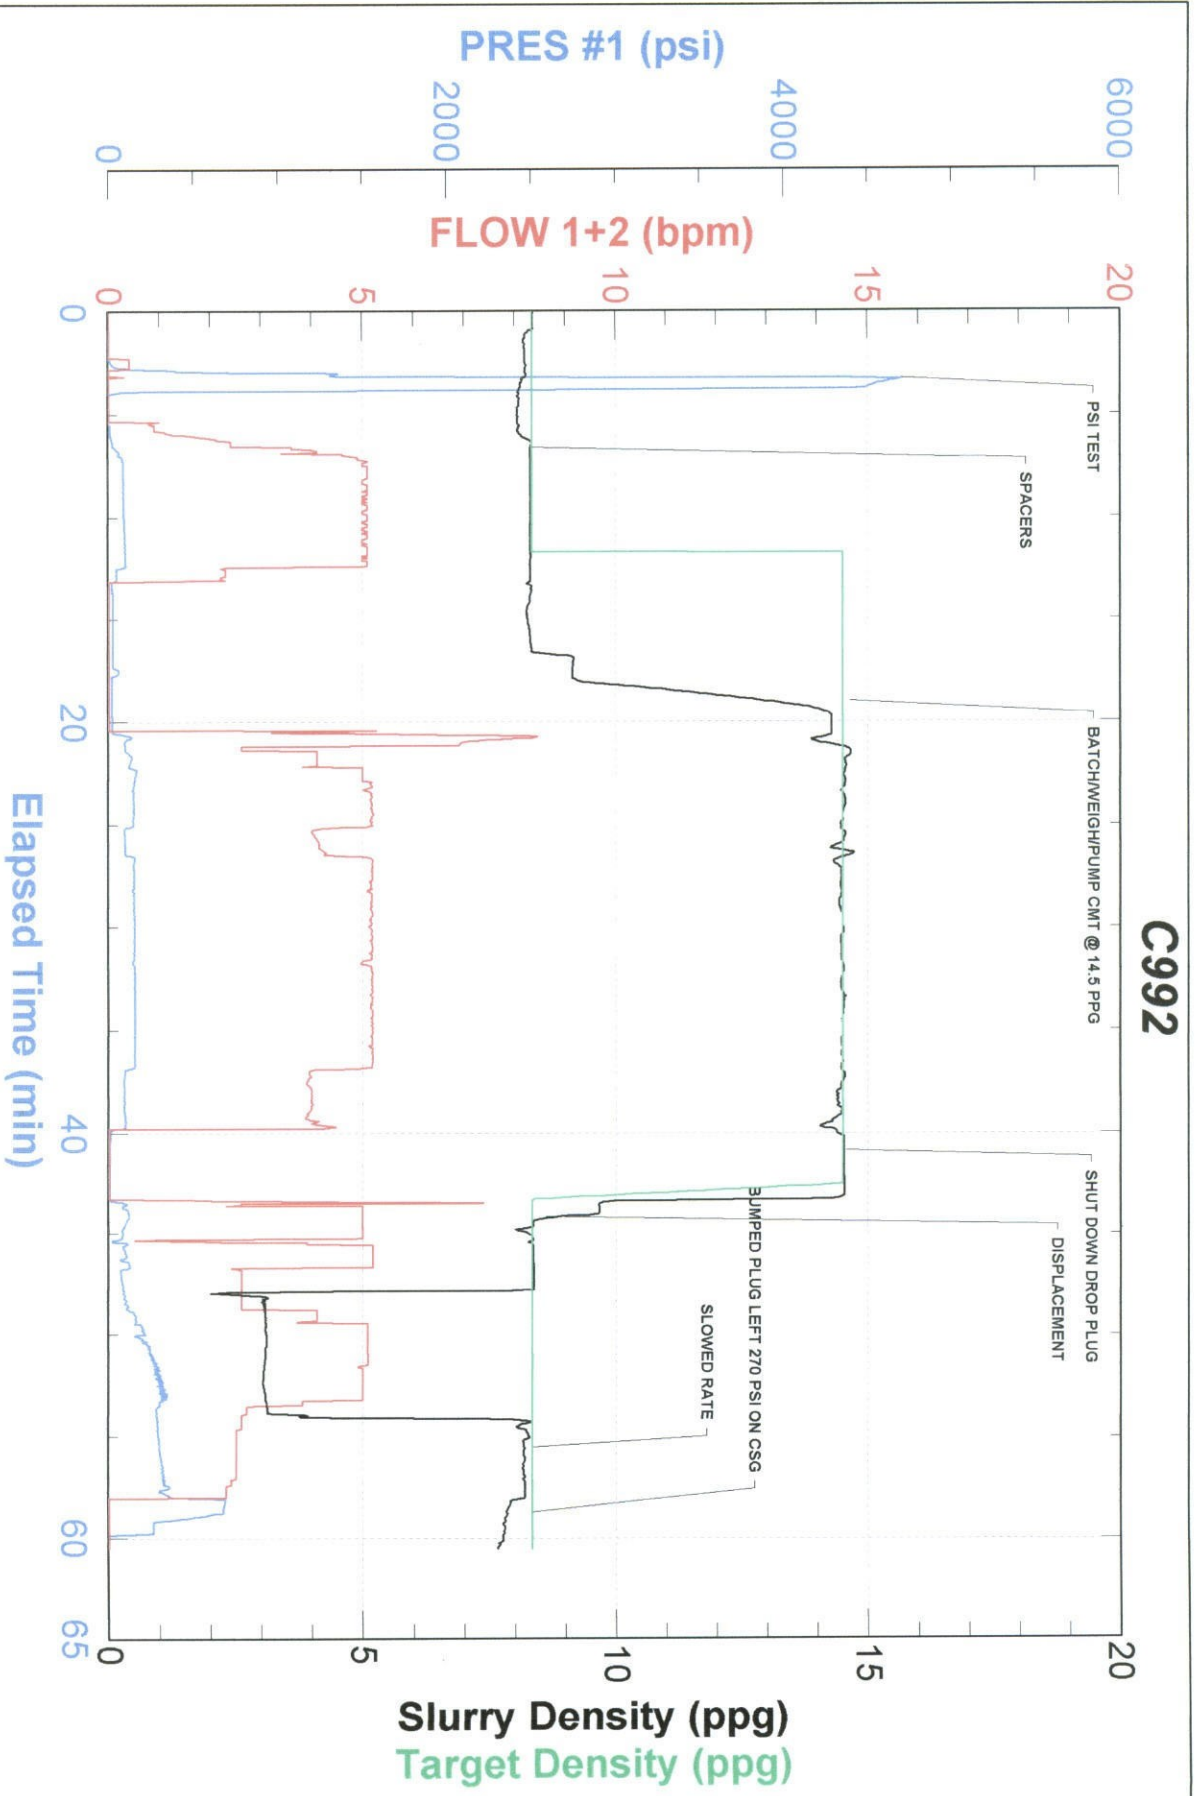 C992
PRES #1 (psi)
6000
4000
2000
0
FLOW 1+2 (bpm)
20
15
10
5
0
PSI TEST
SPACERS
BATCH/WEIGH/PUMP CMT @ 14.5 PPG
SHUT DOWN DROP PLUG
DISPLACEMENT
BUMPED PLUG LEFT 270 PSI ON CSG
SLOWED RATE
20
15
10
5
0
Slurry Density (ppg)
Target Density (ppg)
0
20
40
60
65
Elapsed Time (min)